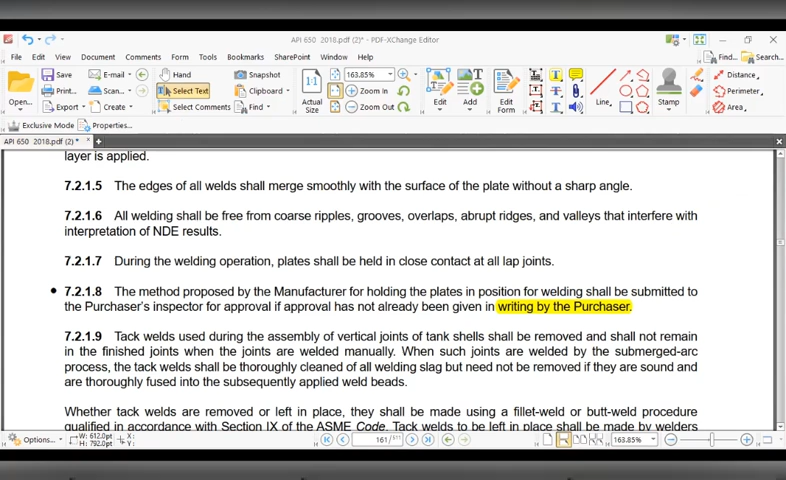 API 650 2018.pdf (2)* - PDF-XChange Editor
File Edit View Document Comments Form Tools Bookmarks SharePoint Window Help
Find... Search...
Open... Save Print... Export E-mail Scan... Create
Hand Select Text Select Comments Snapshot Clipboard Find
Actual Size 163.85% Zoom In Zoom Out
Edit Add Edit Form Line Stamp Distance Perimeter Area
Exclusive Mode Properties...
API 650 2018.pdf (2) *
layer is applied.
7.2.1.5 The edges of all welds shall merge smoothly with the surface of the plate without a sharp angle.
7.2.1.6 All welding shall be free from coarse ripples, grooves, overlaps, abrupt ridges, and valleys that interfere with
interpretation of NDE results.
7.2.1.7 During the welding operation, plates shall be held in close contact at all lap joints.
• 7.2.1.8 The method proposed by the Manufacturer for holding the plates in position for welding shall be submitted to
the Purchaser's inspector for approval if approval has not already been given in writing by the Purchaser.
7.2.1.9 Tack welds used during the assembly of vertical joints of tank shells shall be removed and shall not remain
in the finished joints when the joints are welded manually. When such joints are welded by the submerged-arc
process, the tack welds shall be thoroughly cleaned of all welding slag but need not be removed if they are sound and
are thoroughly fused into the subsequently applied weld beads.
Whether tack welds are removed or left in place, they shall be made using a fillet-weld or butt-weld procedure
qualified in accordance with Section IX of the ASME Code. Tack welds to be left in place shall be made by welders
Options... W: 612.0pt H: 792.0pt X: Y: 161 163.85%